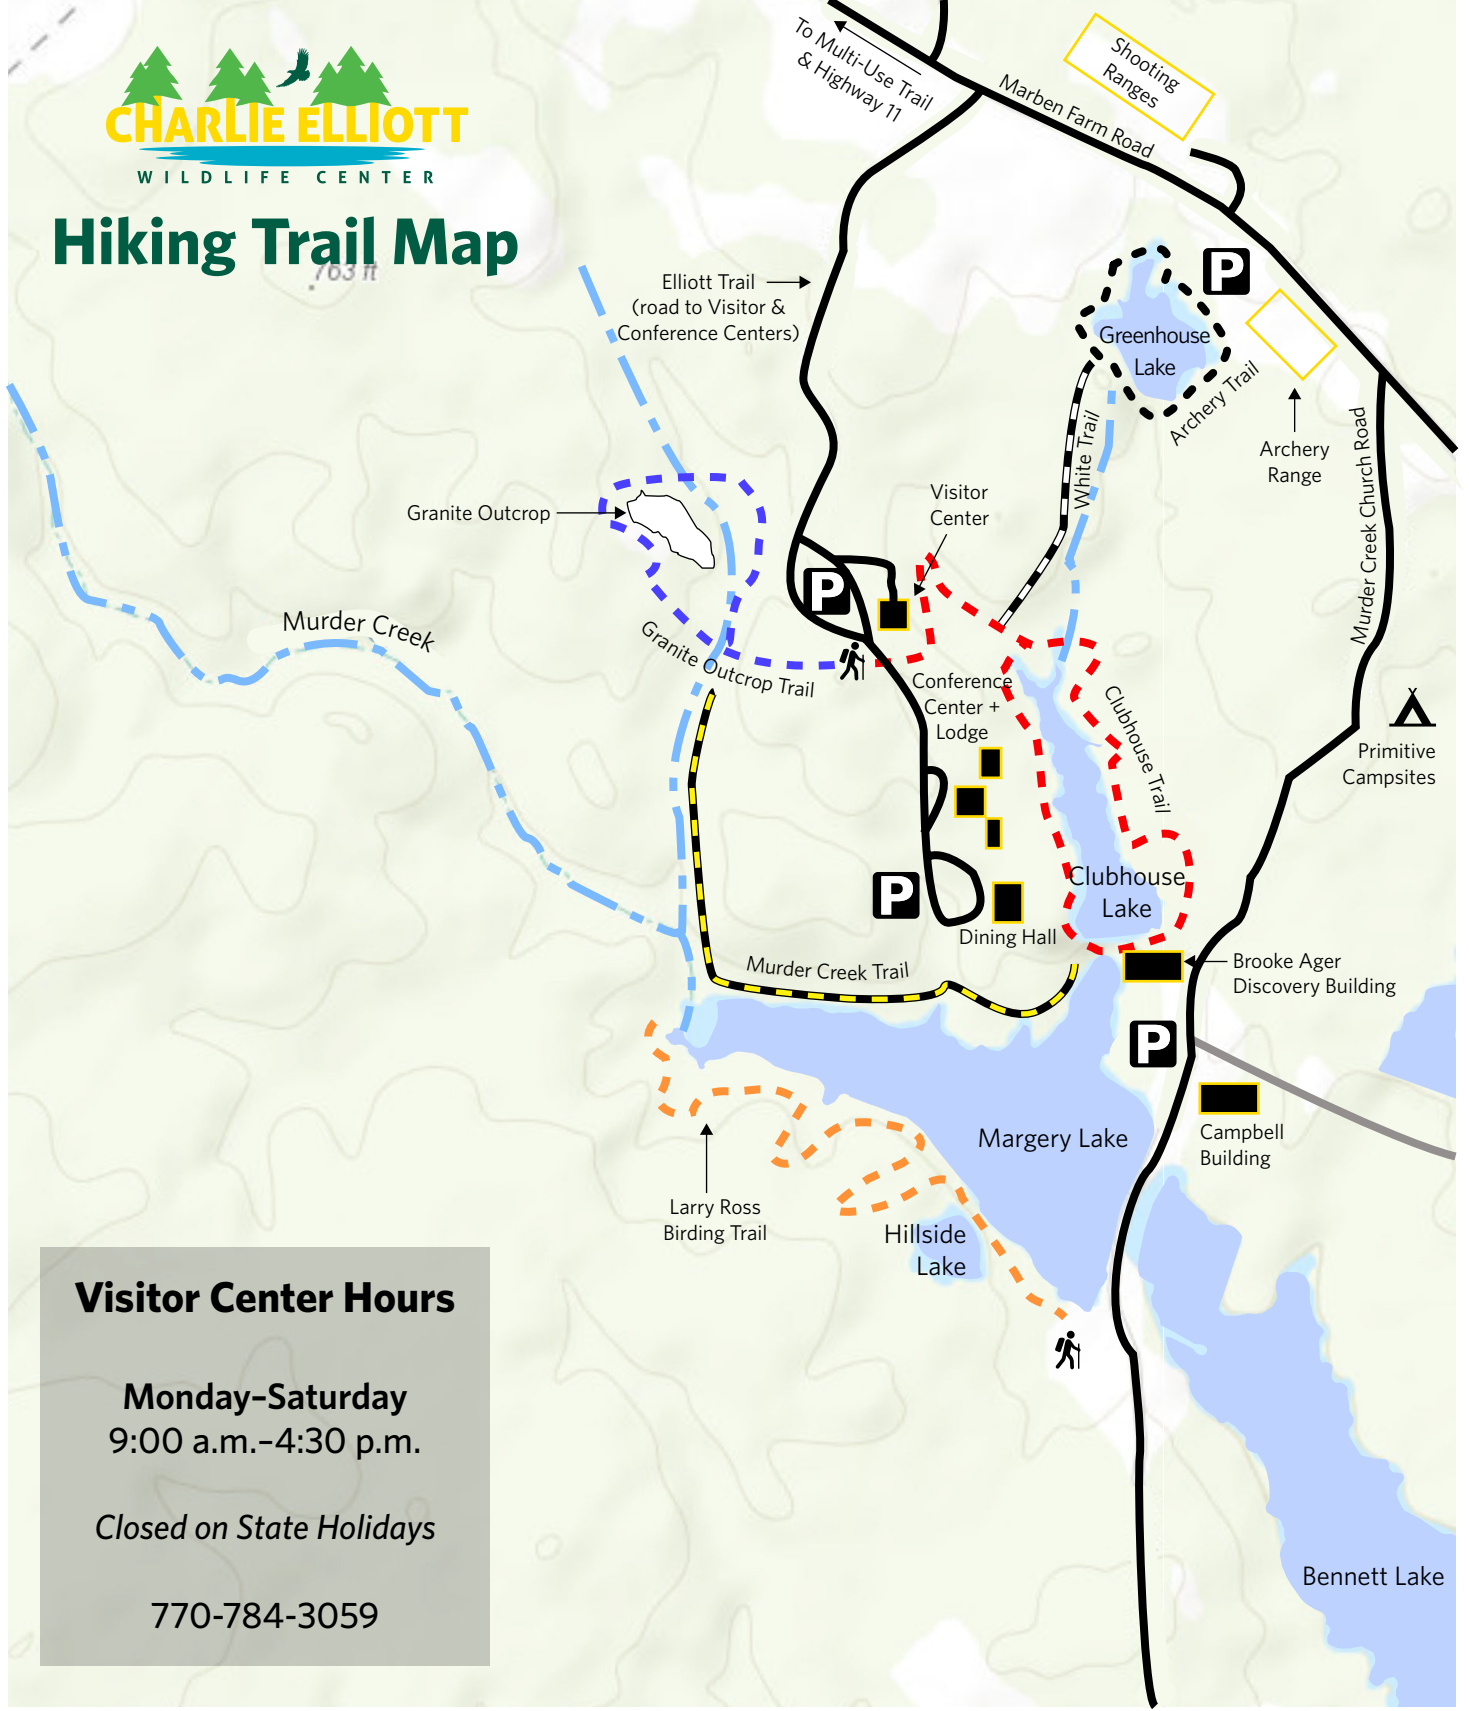 CHARLIE ELLIOTT
WILDLIFE CENTER
Hiking Trail Map
763 ft
To Multi-Use Trail
& Highway 11
Marben Farm Road
Shooting
Ranges
P
Elliott Trail
(road to Visitor &
Conference Centers)
Greenhouse
Lake
Archery Trail
Archery
Range
White Trail
Murder Creek Church Road
Visitor
Center
Granite Outcrop
P
Murder Creek
Granite Outcrop Trail
Conference
Center +
Lodge
Clubhouse Trail
Primitive
Campsites
Clubhouse
Lake
P
Dining Hall
Murder Creek Trail
Brooke Ager
Discovery Building
P
Campbell
Building
Margery Lake
Larry Ross
Birding Trail
Hillside
Lake
Bennett Lake
Visitor Center Hours
Monday–Saturday
9:00 a.m.–4:30 p.m.
Closed on State Holidays
770-784-3059